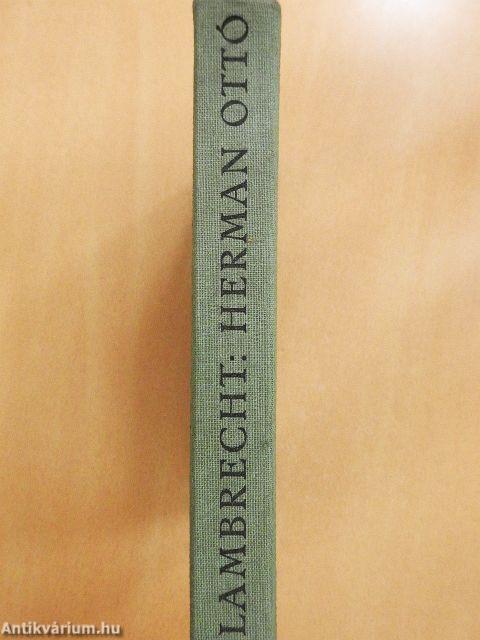 LAMBRECHT: HERMAN OTTÓ
Antikvárium.hu